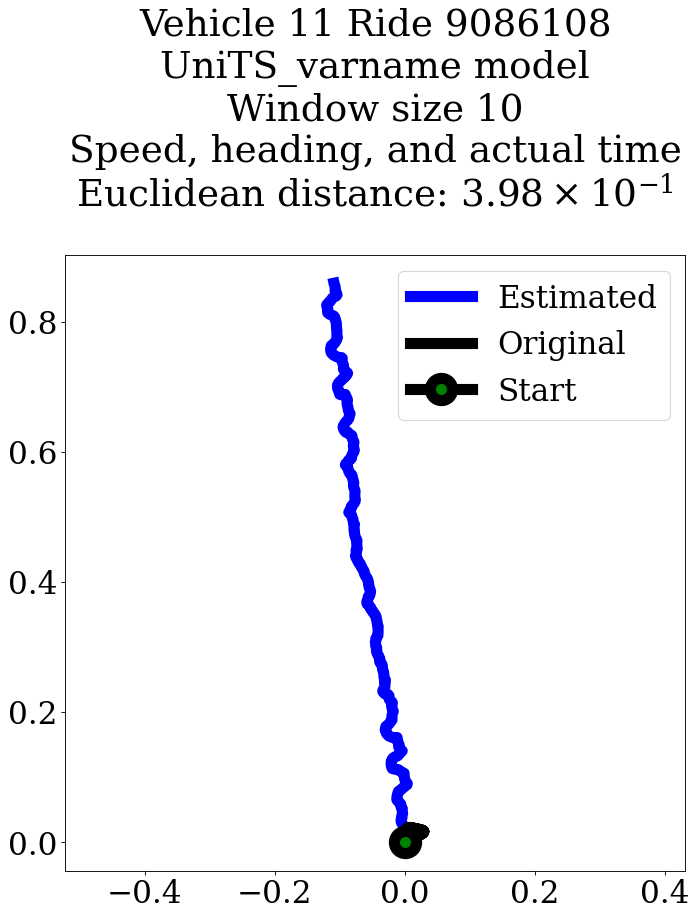 Vehicle 11 Ride 9086108
UniTS_varname model
Window size 10
Speed, heading, and actual time
Euclidean distance: 3.98 × 10⁻¹
Estimated
Original
Start
0.8
0.6
0.4
0.2
0.0
−0.4 −0.2 0.0 0.2 0.4